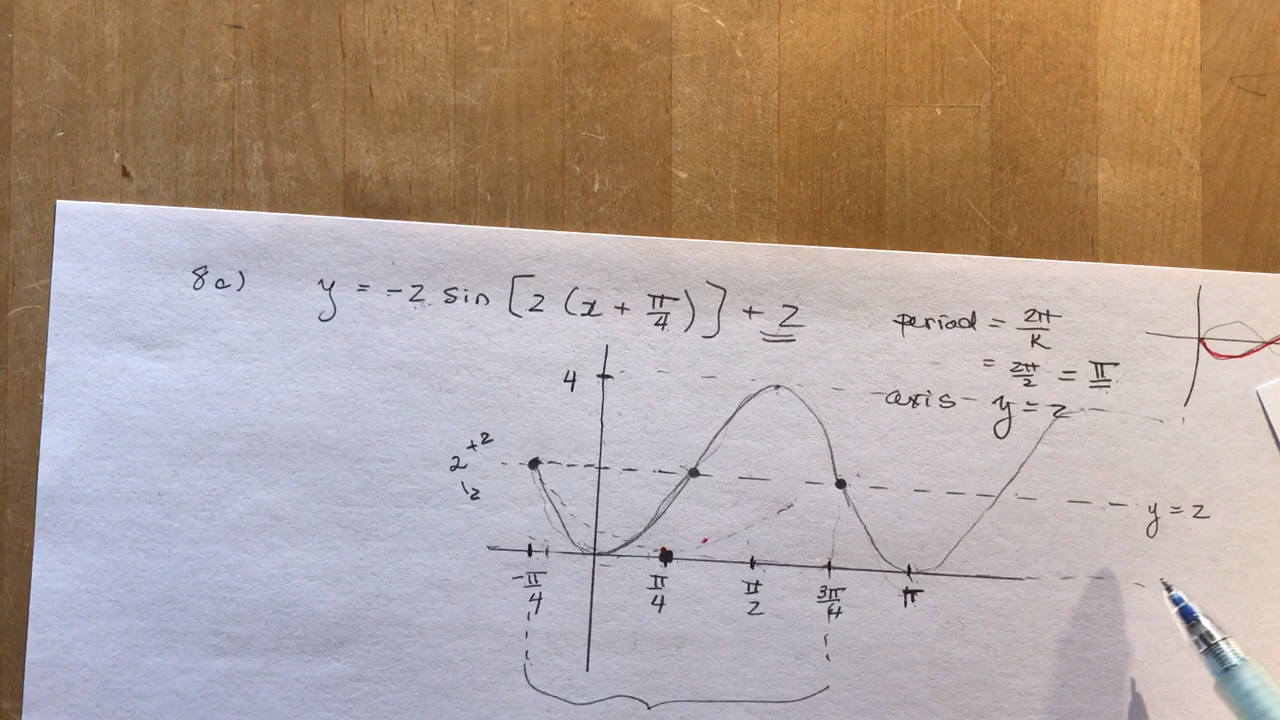 8c) y = -2 sin [2 (x + π/4)] + 2
period = 2π/K
= 2π/2 = π
axis - y = 2
4
2 +2
y = 2
-π/4 π/4 π/2 3π/4 π